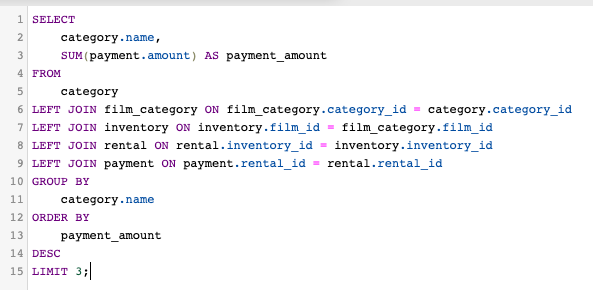 1 SELECT
2     category.name,
3     SUM(payment.amount) AS payment_amount
4 FROM
5     category
6 LEFT JOIN film_category ON film_category.category_id = category.category_id
7 LEFT JOIN inventory ON inventory.film_id = film_category.film_id
8 LEFT JOIN rental ON rental.inventory_id = inventory.inventory_id
9 LEFT JOIN payment ON payment.rental_id = rental.rental_id
10 GROUP BY
11     category.name
12 ORDER BY
13     payment_amount
14 DESC
15 LIMIT 3;